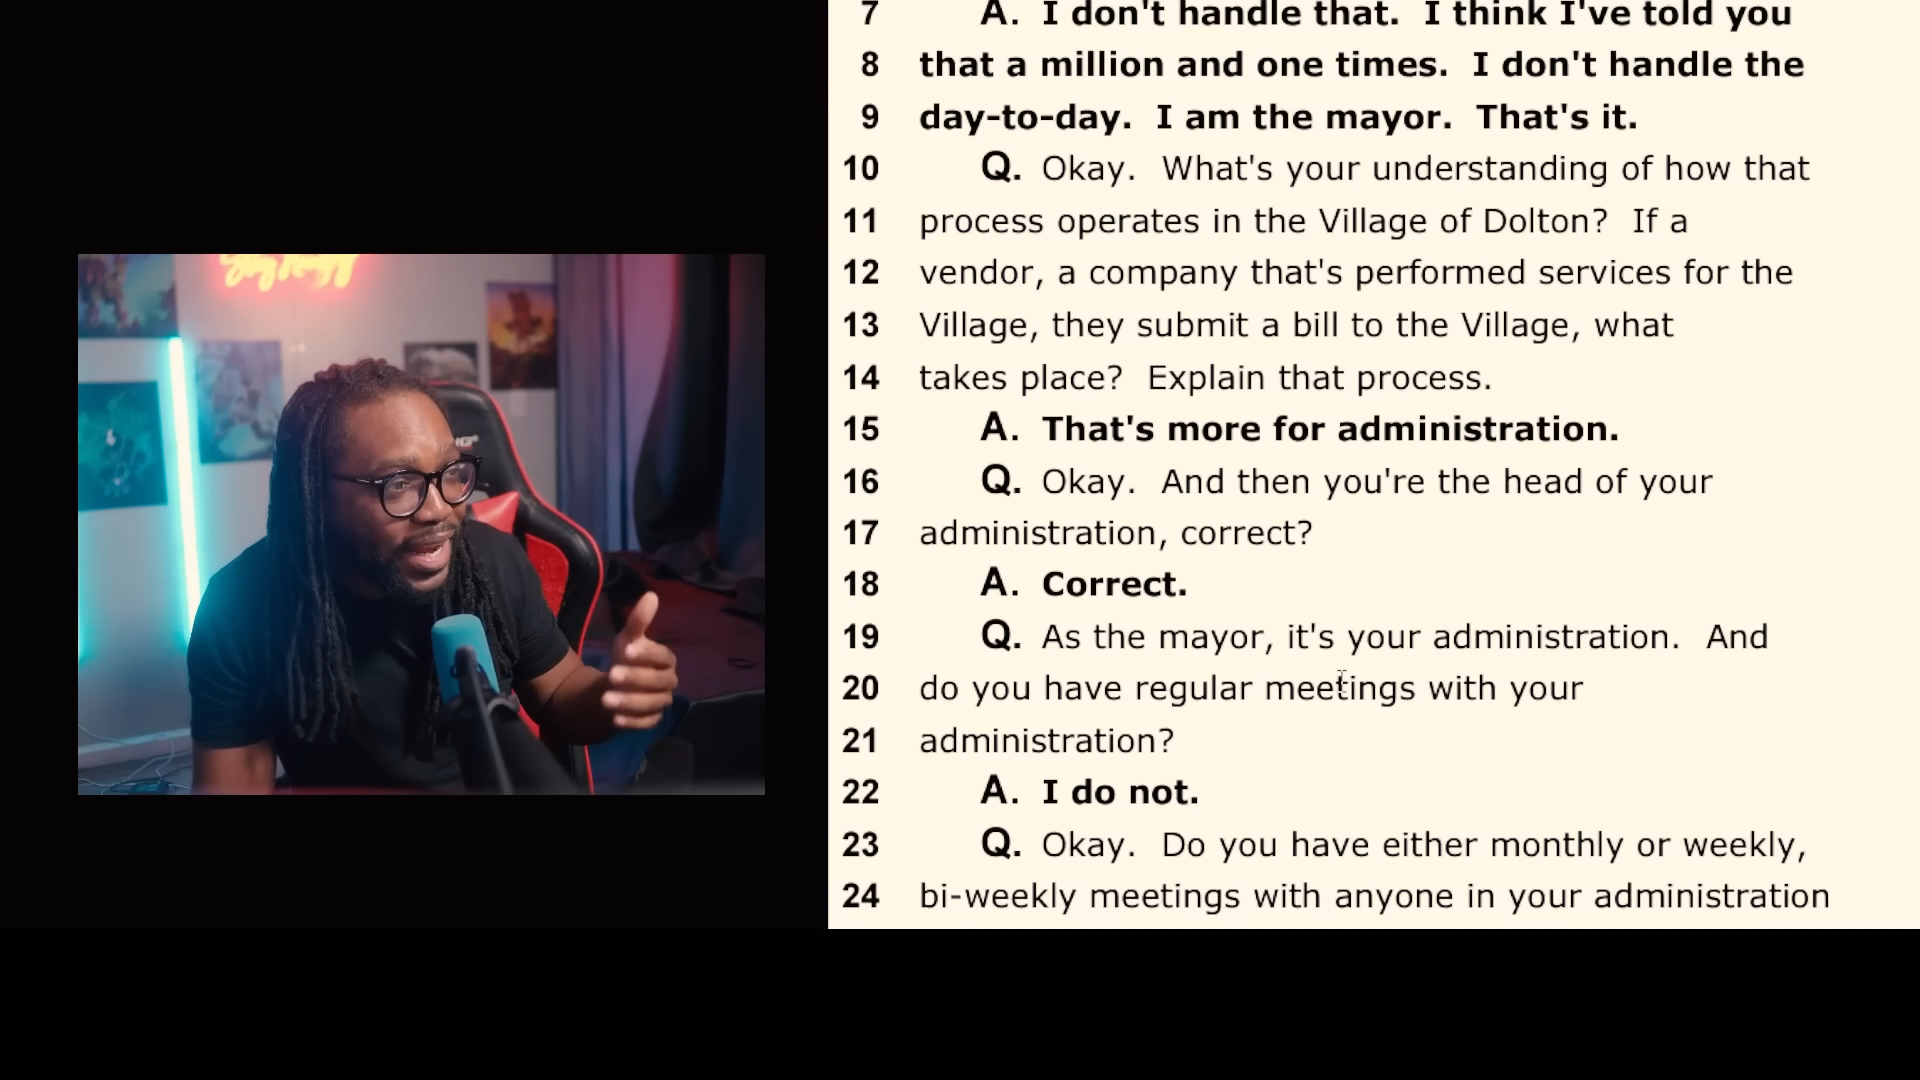 7 A. I don't handle that. I think I've told you
8 that a million and one times. I don't handle the
9 day-to-day. I am the mayor. That's it.
10 Q. Okay. What's your understanding of how that
11 process operates in the Village of Dolton? If a
12 vendor, a company that's performed services for the
13 Village, they submit a bill to the Village, what
14 takes place? Explain that process.
15 A. That's more for administration.
16 Q. Okay. And then you're the head of your
17 administration, correct?
18 A. Correct.
19 Q. As the mayor, it's your administration. And
20 do you have regular meetings with your
21 administration?
22 A. I do not.
23 Q. Okay. Do you have either monthly or weekly,
24 bi-weekly meetings with anyone in your administration